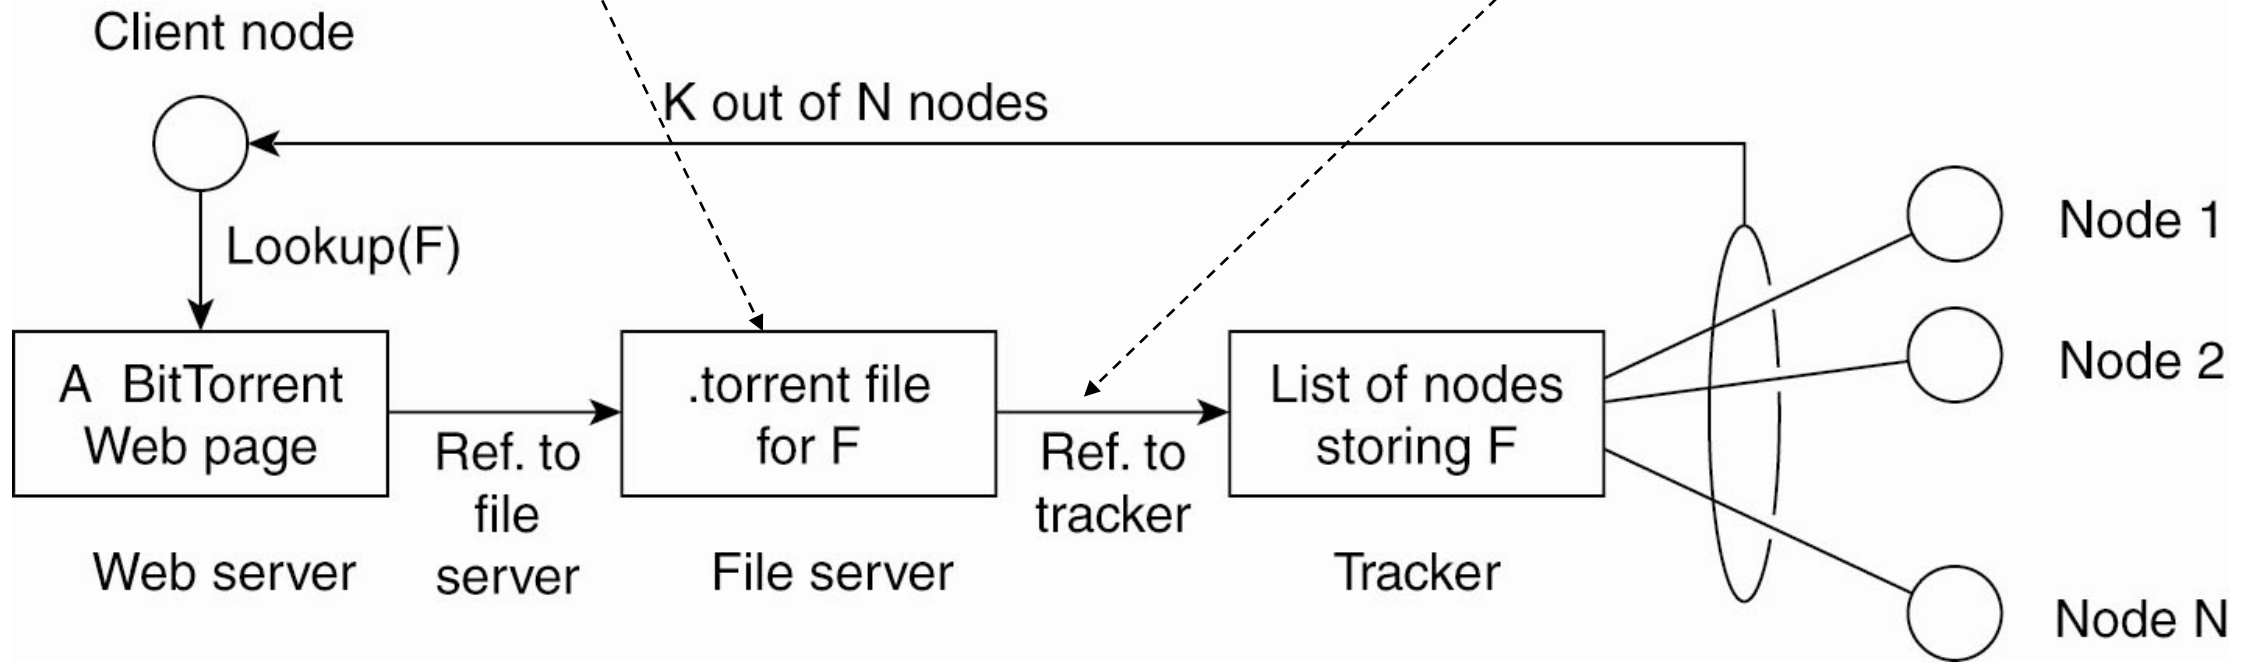 Client node
K out of N nodes
Lookup(F)
Node 1
Node 2
A BitTorrent
Web page
Ref. to
file
server
.torrent file
for F
Ref. to
tracker
List of nodes
storing F
Web server
File server
Tracker
Node N